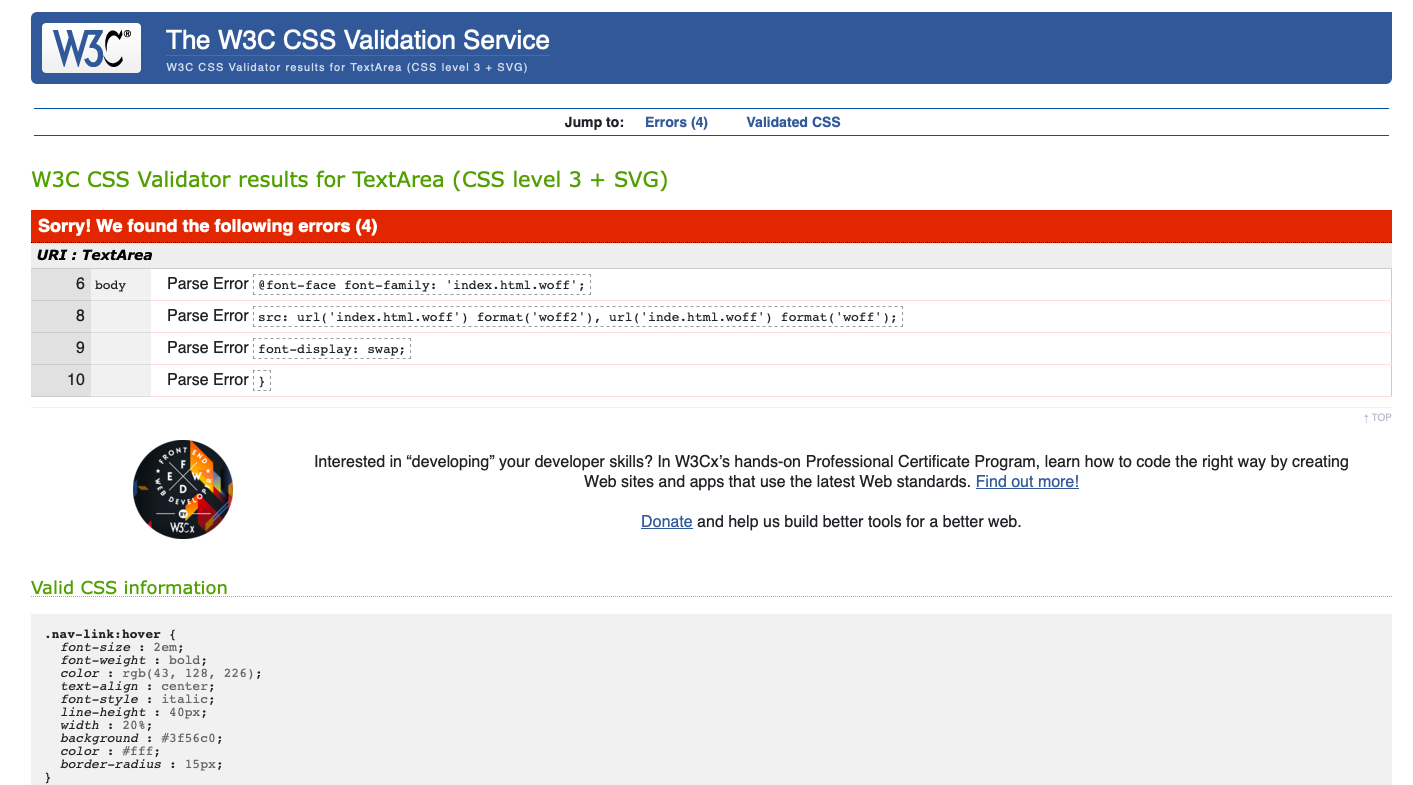 W3C®
The W3C CSS Validation Service
W3C CSS Validator results for TextArea (CSS level 3 + SVG)
Jump to: Errors (4) Validated CSS
W3C CSS Validator results for TextArea (CSS level 3 + SVG)
Sorry! We found the following errors (4)
URI : TextArea
6 body Parse Error @font-face font-family: 'index.html.woff';
8 Parse Error src: url('index.html.woff') format('woff2'), url('inde.html.woff') format('woff');
9 Parse Error font-display: swap;
10 Parse Error }
↑ TOP
FRONT END
F E W D
WEB DEVELOPER
BY
W3Cx
Interested in “developing” your developer skills? In W3Cx’s hands-on Professional Certificate Program, learn how to code the right way by creating
Web sites and apps that use the latest Web standards. Find out more!
Donate and help us build better tools for a better web.
Valid CSS information
.nav-link:hover {
font-size : 2em;
font-weight : bold;
color : rgb(43, 128, 226);
text-align : center;
font-style : italic;
line-height : 40px;
width : 20%;
background : #3f56c0;
color : #fff;
border-radius : 15px;
}